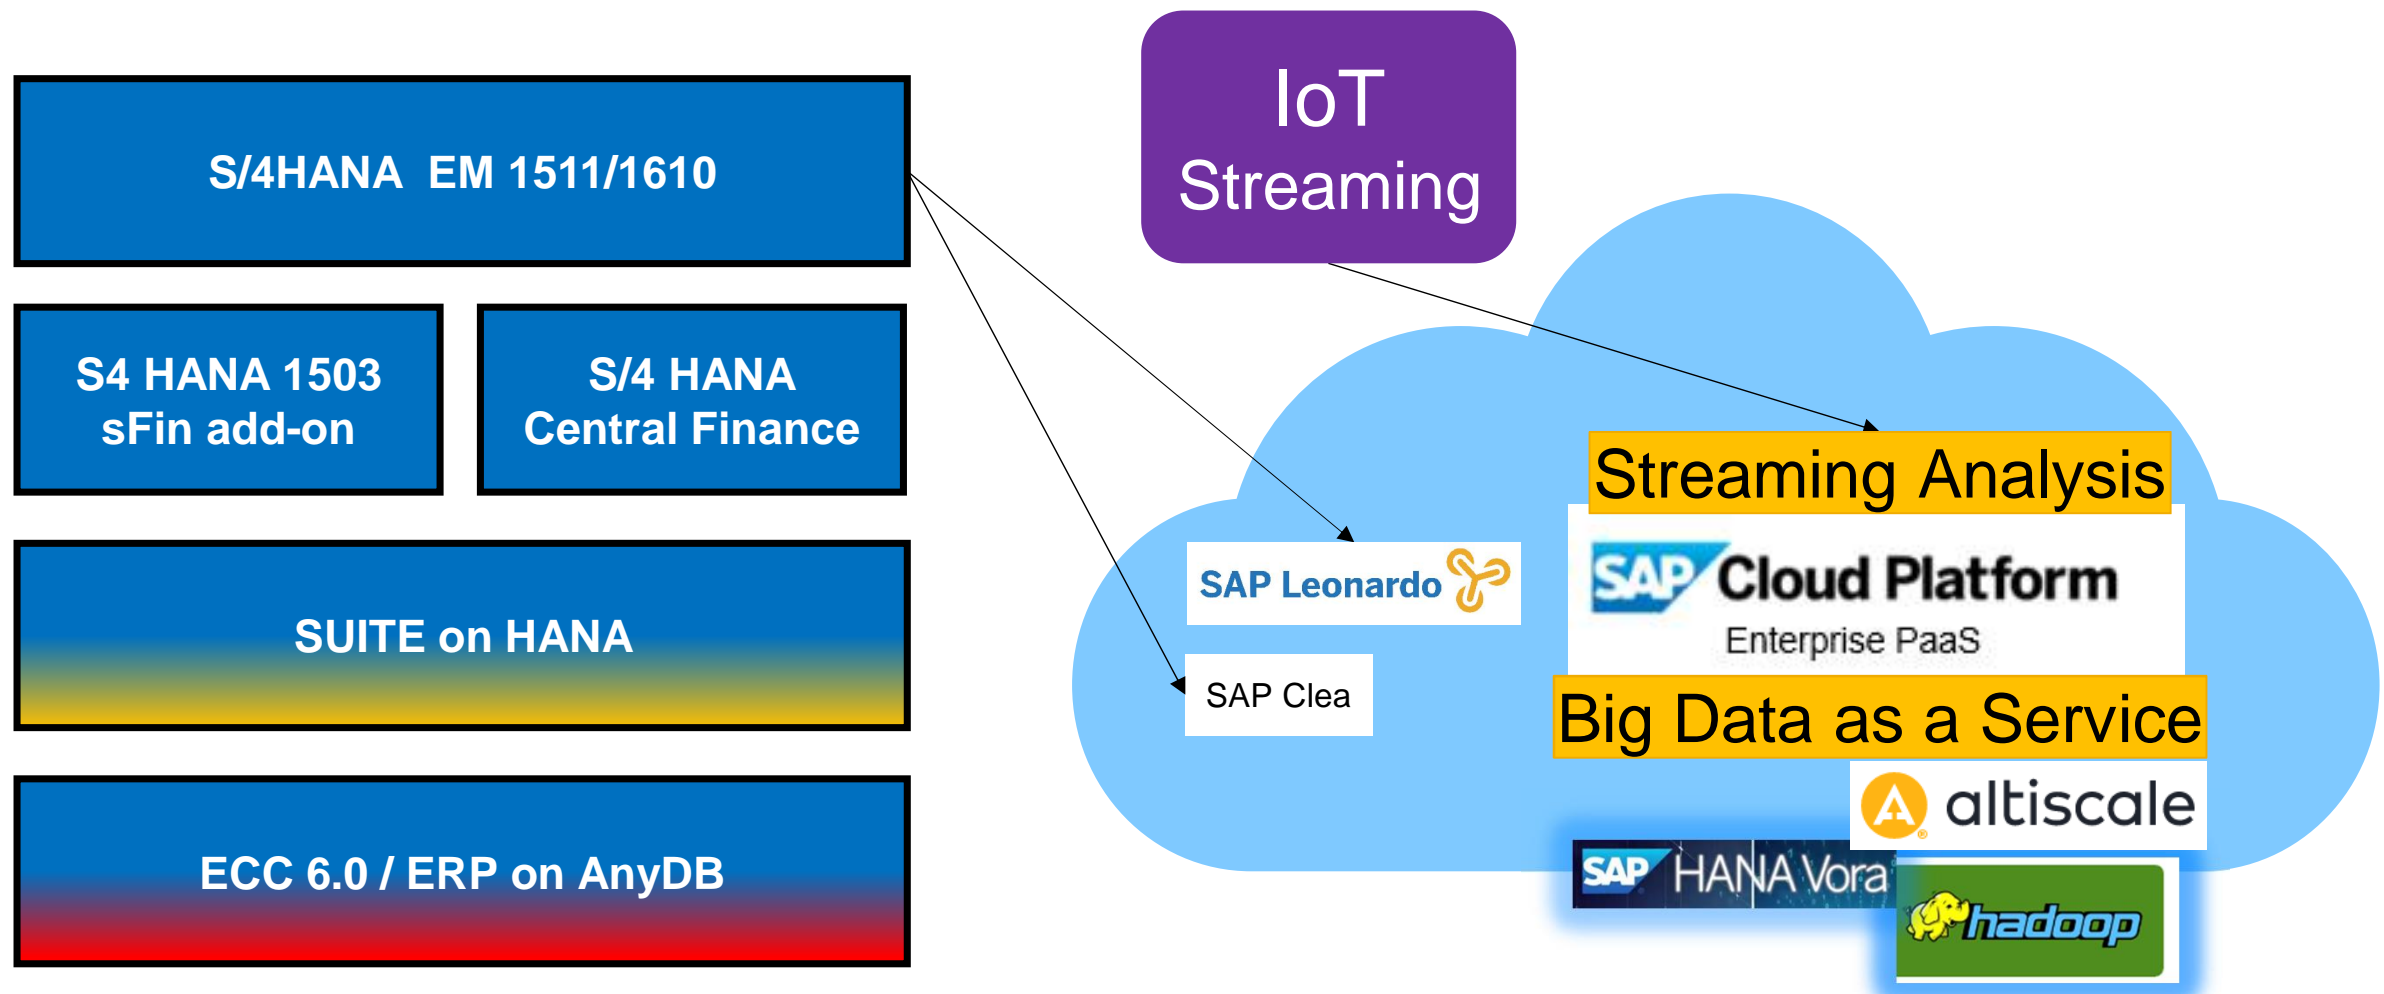 S/4HANA  EM 1511/1610
S4 HANA 1503
sFin add-on
S/4 HANA
Central Finance
SUITE on HANA
ECC 6.0 / ERP on AnyDB
IoT
Streaming
Streaming Analysis
SAP Cloud Platform
Enterprise PaaS
SAP Leonardo
SAP Clea
Big Data as a Service
altiscale
SAP HANA Vora
hadoop